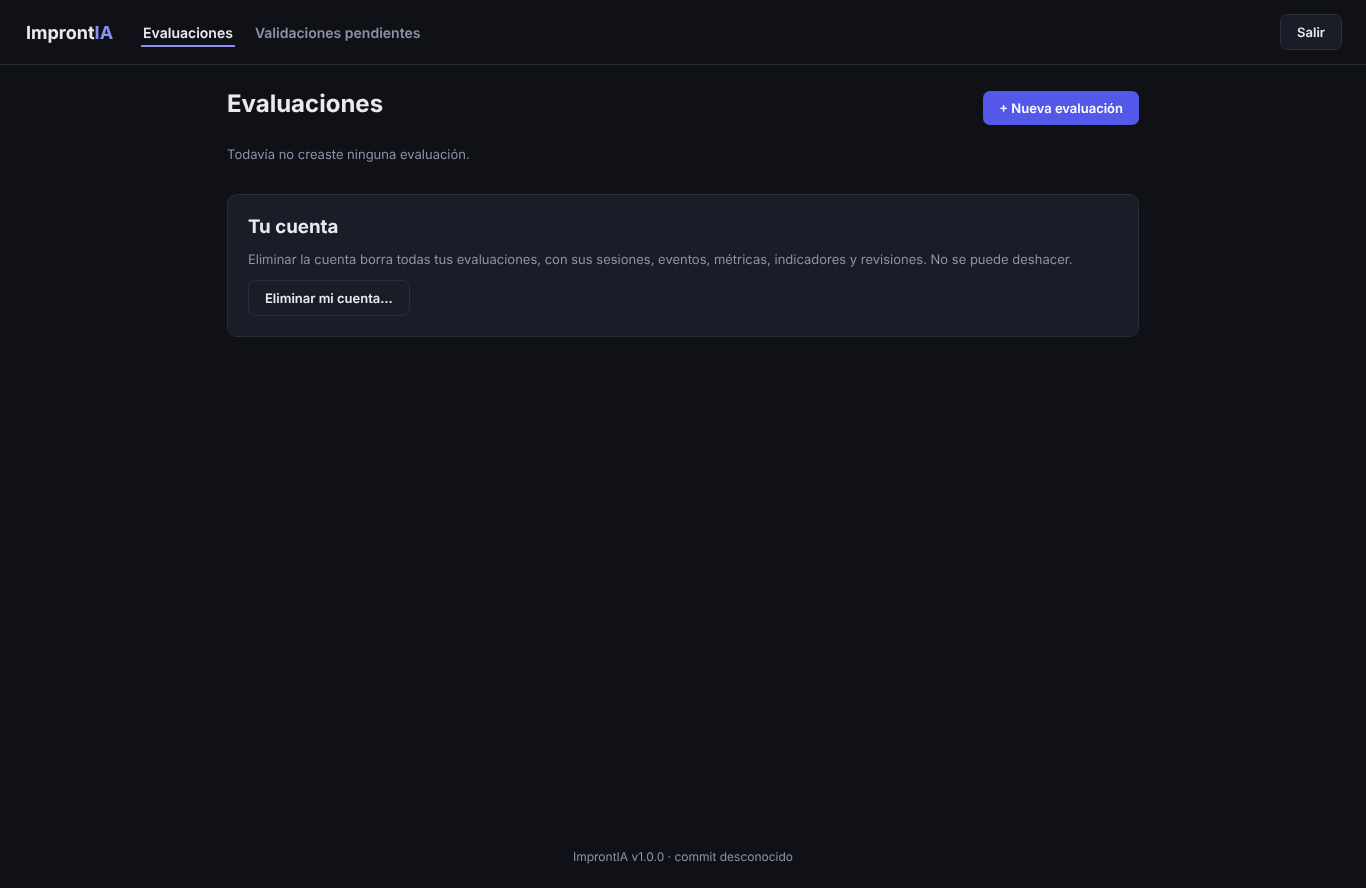 ImprontIA
Evaluaciones
Validaciones pendientes
Salir
Evaluaciones
+ Nueva evaluación
Todavía no creaste ninguna evaluación.
Tu cuenta
Eliminar la cuenta borra todas tus evaluaciones, con sus sesiones, eventos, métricas, indicadores y revisiones. No se puede deshacer.
Eliminar mi cuenta...
ImprontIA v1.0.0 · commit desconocido